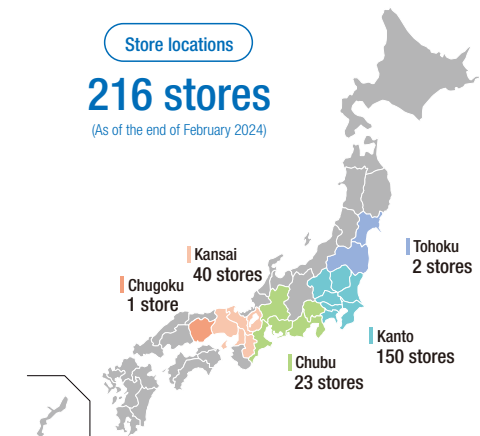 Store locations
216 stores
(As of the end of February 2024)
Tohoku
2 stores
Kansai
40 stores
Chugoku
1 store
Kanto
150 stores
Chubu
23 stores